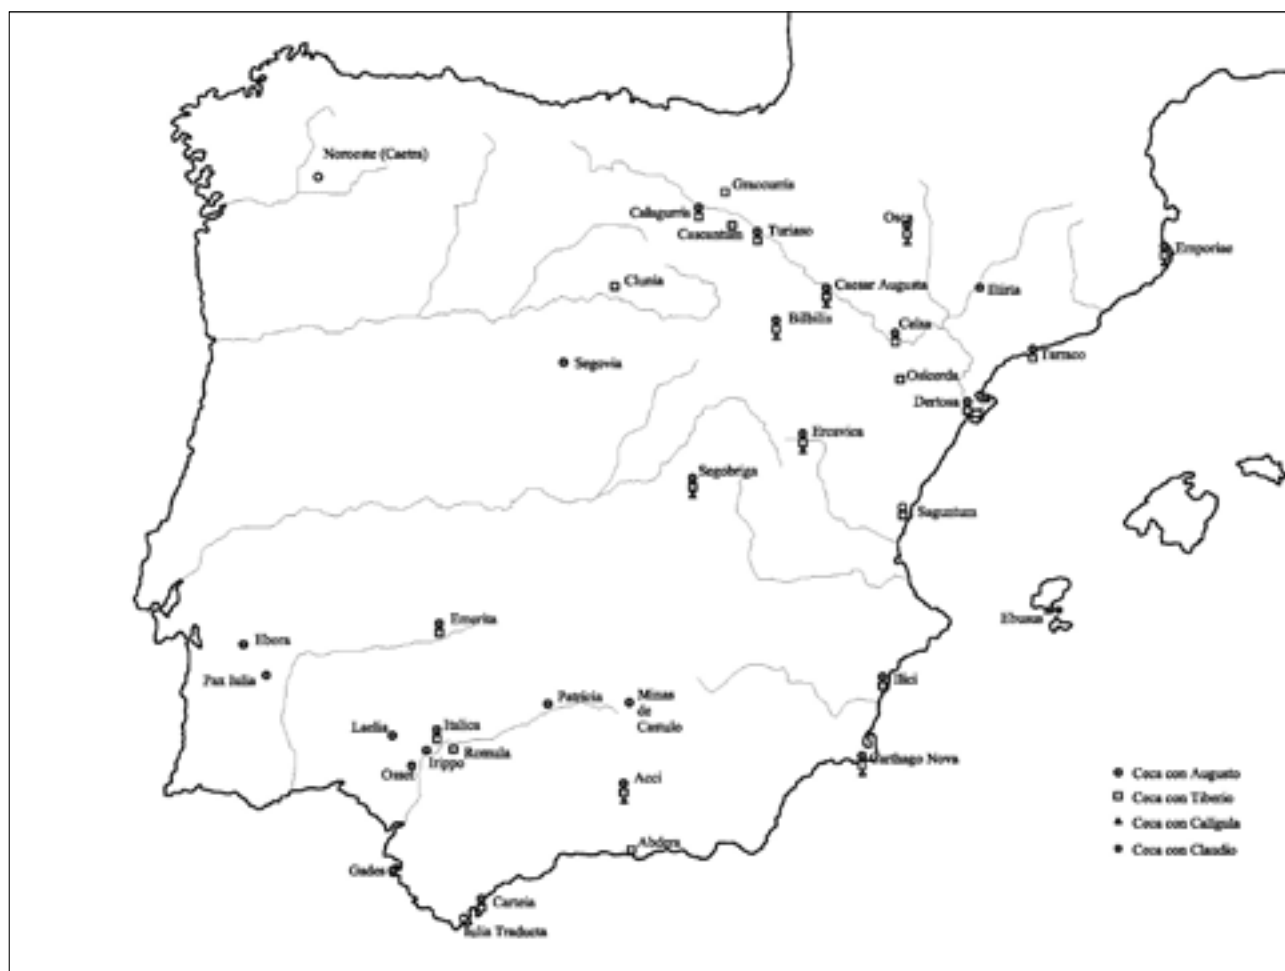 Noroeste (Caetra)
Graccurris
Calagurris
Cascantum
Turiaso
Osca
Emporiae
Clunia
Caesar Augusta
Iltirta
Bilbilis
Celsa
Tarraco
Segovia
Osicerda
Dertosa
Ercavica
Segobriga
Saguntum
Ebusus
Emerita
Ebora
Pax Iulia
Ilici
Patricia
Minas
de
Castulo
Laelia
Italica
Romula
Irippo
Osset
Carthago Nova
Acci
Abdera
Gades
Carteia
Iulia Traducta
Ceca con Augusto
Ceca con Tiberio
Ceca con Calígula
Ceca con Claudio